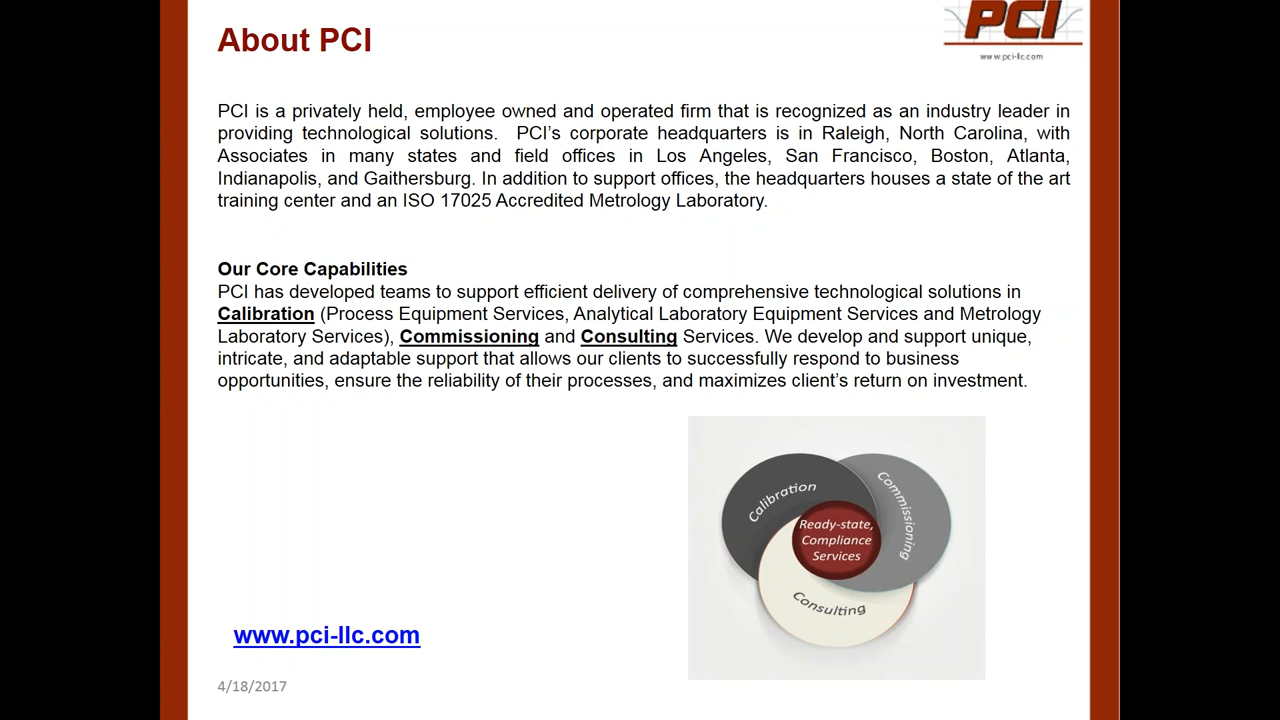 About PCI
PCI
www.pci-llc.com
PCI is a privately held, employee owned and operated firm that is recognized as an industry leader in
providing technological solutions.  PCI’s corporate headquarters is in Raleigh, North Carolina, with
Associates in many states and field offices in Los Angeles, San Francisco, Boston, Atlanta,
Indianapolis, and Gaithersburg. In addition to support offices, the headquarters houses a state of the art
training center and an ISO 17025 Accredited Metrology Laboratory.
Our Core Capabilities
PCI has developed teams to support efficient delivery of comprehensive technological solutions in
Calibration (Process Equipment Services, Analytical Laboratory Equipment Services and Metrology
Laboratory Services), Commissioning and Consulting Services. We develop and support unique,
intricate, and adaptable support that allows our clients to successfully respond to business
opportunities, ensure the reliability of their processes, and maximizes client’s return on investment.
Calibration
Commissioning
Ready-state,
Compliance
Services
Consulting
www.pci-llc.com
4/18/2017